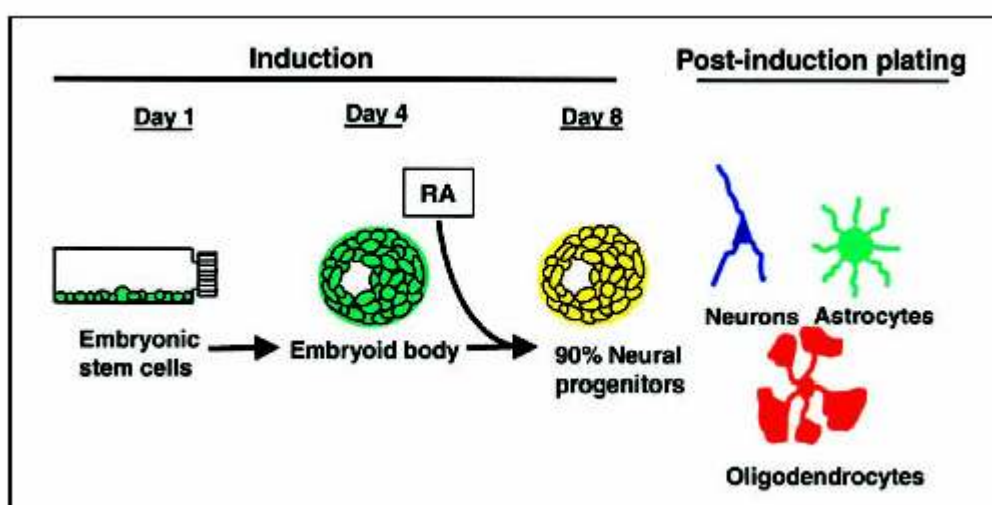 Induction
Post-induction plating
Day 1
Day 4
Day 8
RA
Embryonic
stem cells
Embryoid body
90% Neural
progenitors
Neurons
Astrocytes
Oligodendrocytes